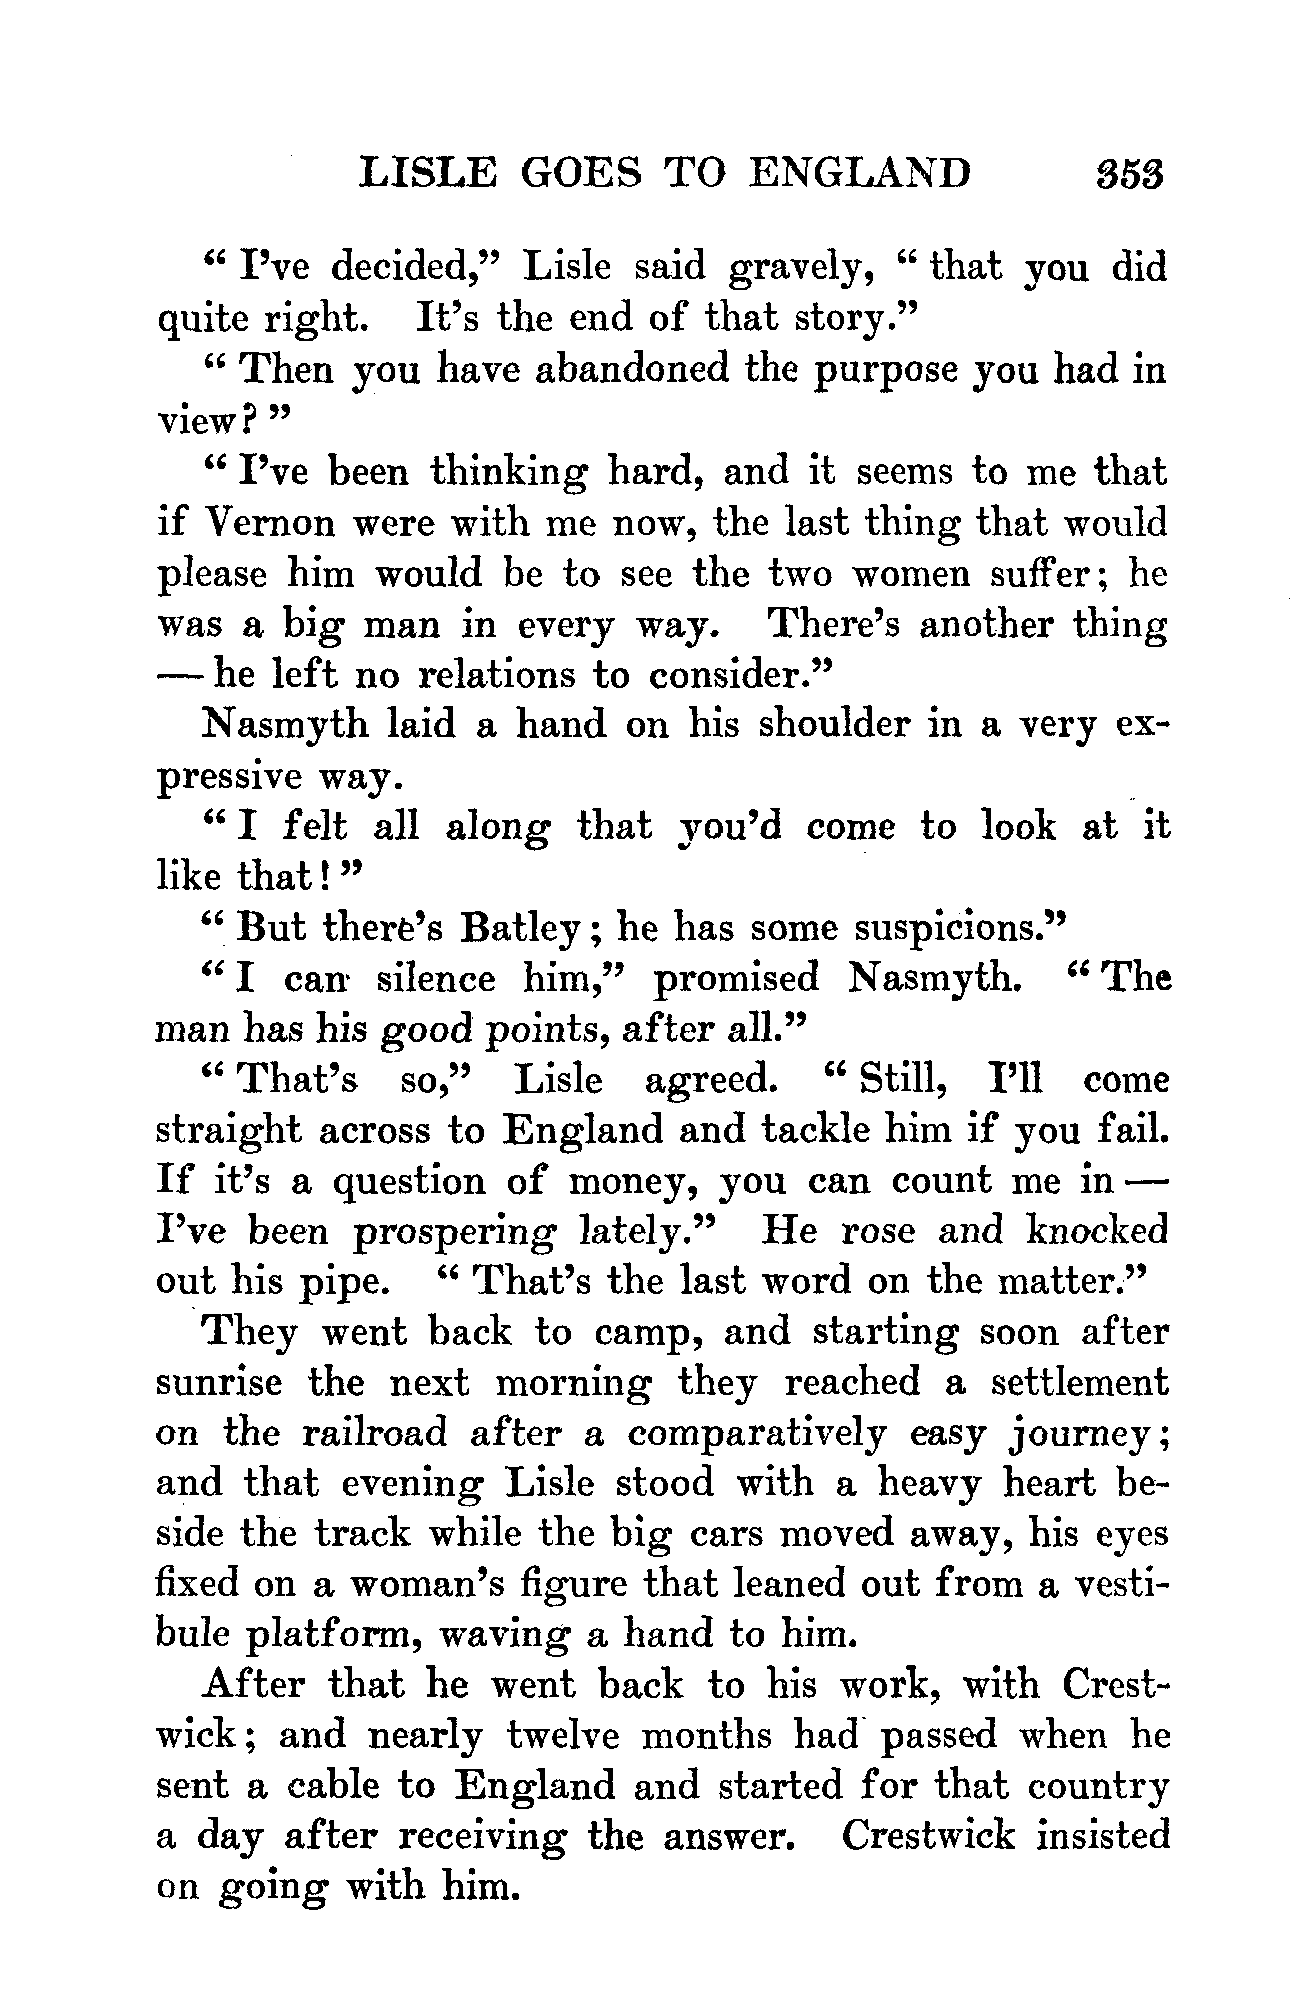 LISLE GOES TO ENGLAND 353
“ I’ve decided,” Lisle said gravely, “ that you did
quite right. It’s the end of that story.”
“ Then you have abandoned the purpose you had in
view? ”
“ I’ve been thinking hard, and it seems to me that
if Vernon were with me now, the last thing that would
please him would be to see the two women suffer; he
was a big man in every way. There’s another thing
— he left no relations to consider.”
Nasmyth laid a hand on his shoulder in a very ex-
pressive way.
“ I felt all along that you’d come to look at it
like that! ”
“ But there’s Batley; he has some suspicions.”
“ I can silence him,” promised Nasmyth. “ The
man has his good points, after all.”
“ That’s so,” Lisle agreed. “ Still, I’ll come
straight across to England and tackle him if you fail.
If it’s a question of money, you can count me in —
I’ve been prospering lately.” He rose and knocked
out his pipe. “ That’s the last word on the matter.”
They went back to camp, and starting soon after
sunrise the next morning they reached a settlement
on the railroad after a comparatively easy journey;
and that evening Lisle stood with a heavy heart be-
side the track while the big cars moved away, his eyes
fixed on a woman’s figure that leaned out from a vesti-
bule platform, waving a hand to him.
After that he went back to his work, with Crest-
wick; and nearly twelve months had passed when he
sent a cable to England and started for that country
a day after receiving the answer. Crestwick insisted
on going with him.